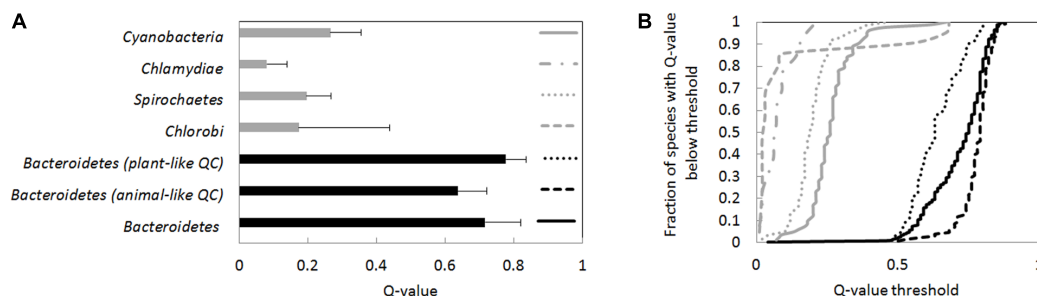 A
Cyanobacteria
Chlamydiae
Spirochaetes
Chlorobi
Bacteroidetes (plant-like QC)
Bacteroidetes (animal-like QC)
Bacteroidetes
0 0.2 0.4 0.6 0.8 1
Q-value
B
Fraction of species with Q-value
below threshold
1
0.9
0.8
0.7
0.6
0.5
0.4
0.3
0.2
0.1
0
0 0.5 1
Q-value threshold